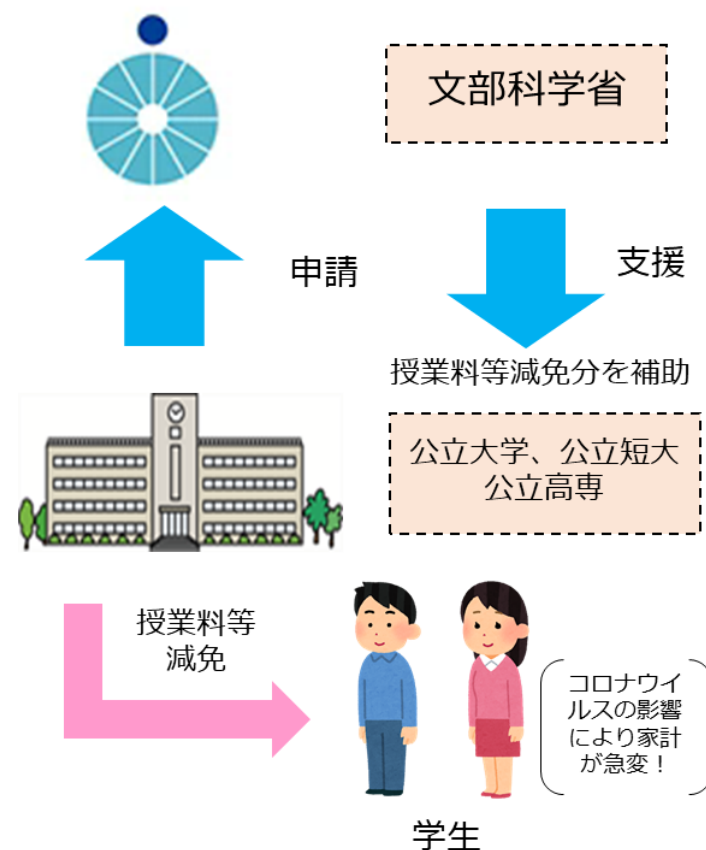 文部科学省
申請
支援
授業料等減免分を補助
公立大学、公立短大
公立高専
授業料等
減免
コロナウイ
ルスの影響
により家計
が急変！
学生